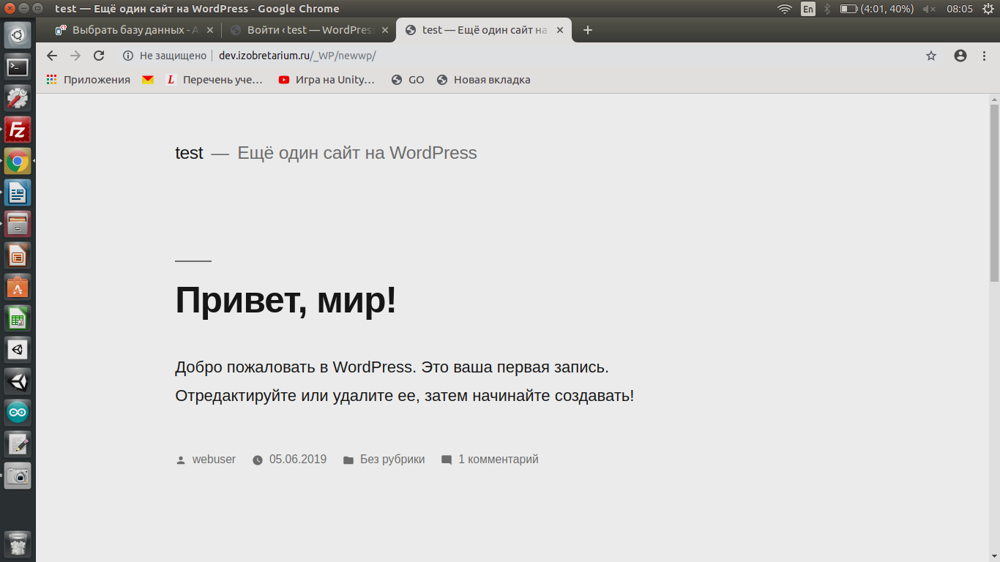 test — Ещё один сайт на WordPress - Google Chrome
En
(4:01, 40%)
08:05
Выбрать базу данных - A
Войти ‹ test — WordPress
test — Ещё один сайт на
Не защищено
dev.izobretarium.ru/_WP/newwp/
Приложения
L
Перечень уче…
Игра на Unity…
GO
Новая вкладка
Fz
test — Ещё один сайт на WordPress
Привет, мир!
Добро пожаловать в WordPress. Это ваша первая запись.
Отредактируйте или удалите ее, затем начинайте создавать!
webuser
05.06.2019
Без рубрики
1 комментарий